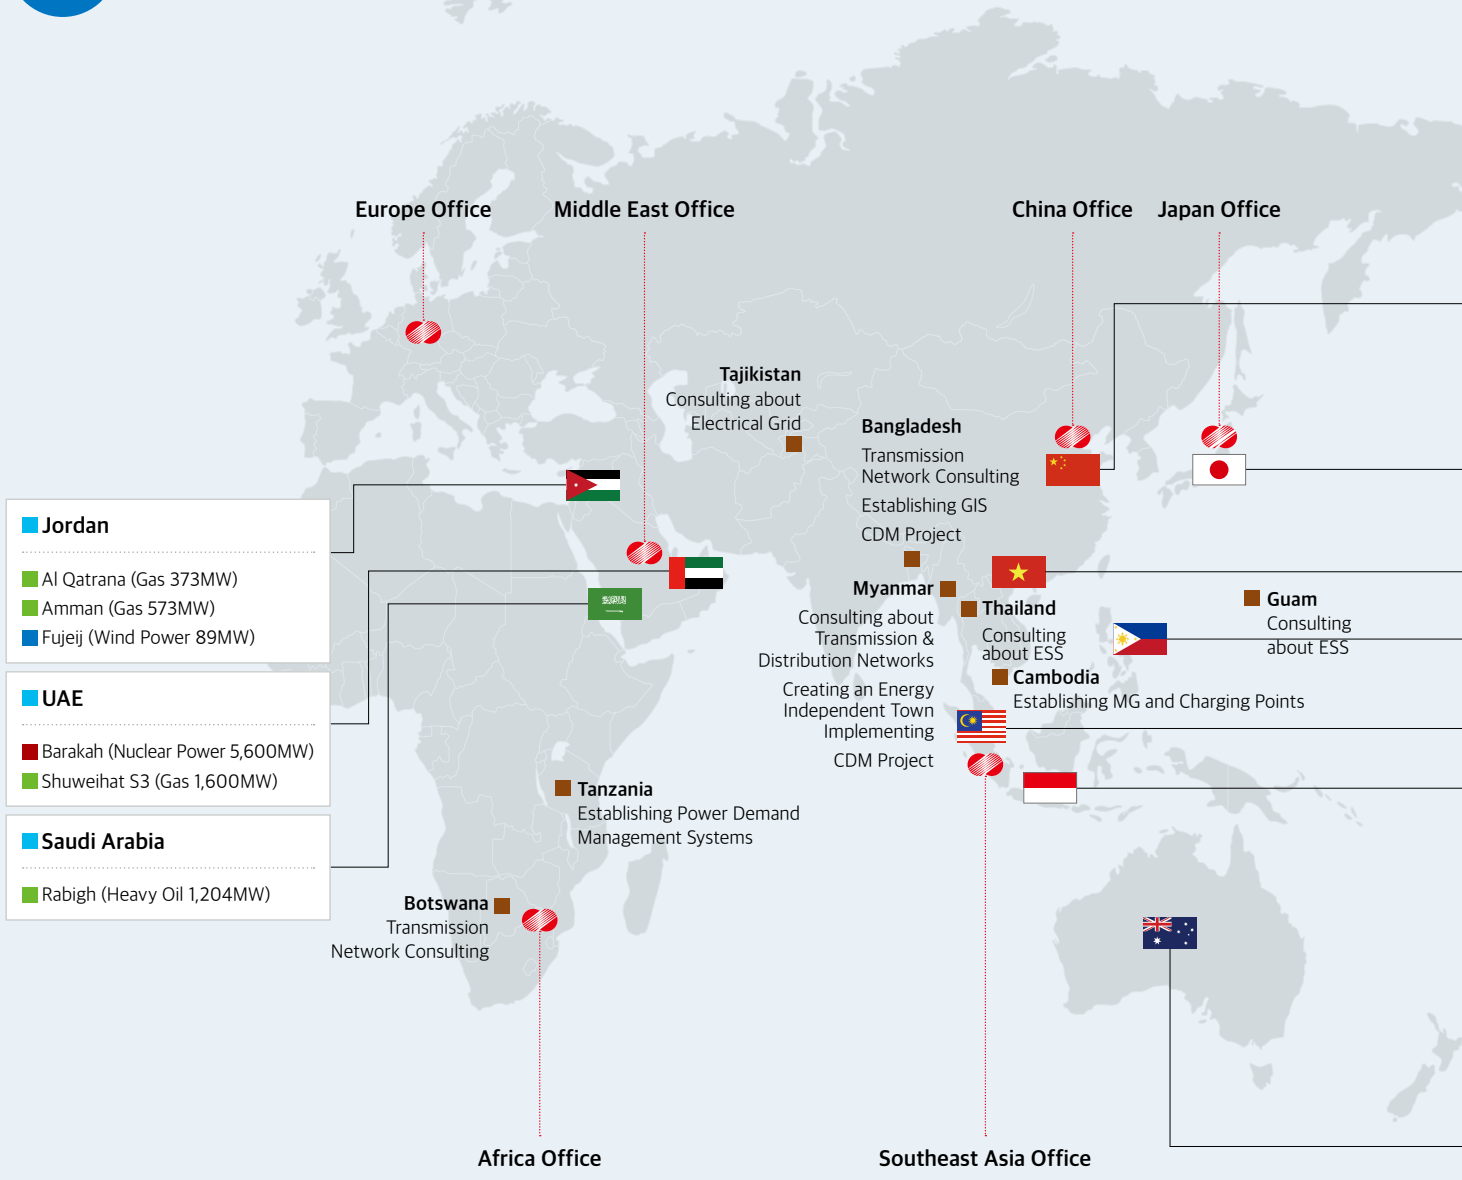 Europe Office
Middle East Office
China Office
Japan Office
Tajikistan
Consulting about
Electrical Grid
Bangladesh
Transmission
Network Consulting
Establishing GIS
CDM Project
Jordan
Al Qatrana (Gas 373MW)
Amman (Gas 573MW)
Fujeij (Wind Power 89MW)
UAE
Barakah (Nuclear Power 5,600MW)
Shuweihat S3 (Gas 1,600MW)
Saudi Arabia
Rabigh (Heavy Oil 1,204MW)
Myanmar
Consulting about
Transmission &
Distribution Networks
Creating an Energy
Independent Town
Implementing
CDM Project
Thailand
Consulting
about ESS
Guam
Consulting
about ESS
Cambodia
Establishing MG and Charging Points
Tanzania
Establishing Power Demand
Management Systems
Botswana
Transmission
Network Consulting
Africa Office
Southeast Asia Office